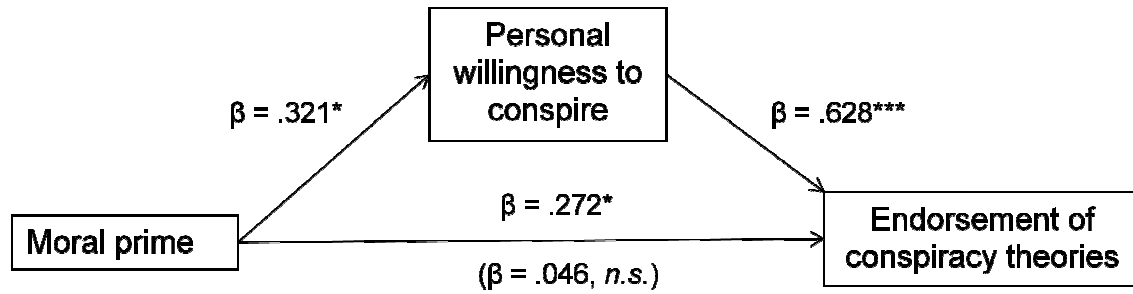 Personal
willingness to
conspire
β = .321*
β = .628***
β = .272*
Moral prime
Endorsement of
conspiracy theories
(β = .046, n.s.)